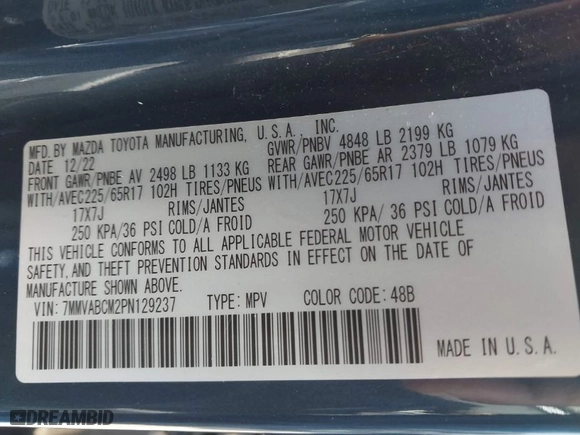 MFD. BY MAZDA TOYOTA MANUFACTURING, U.S.A., INC.
DATE 12/22 GVWR/PNBV 4848 LB 2199 KG
FRONT GAWR/PNBE AV 2498 LB 1133 KG REAR GAWR/PNBE AR 2379 LB 1079 KG
WITH/AVEC225/65R17 102H TIRES/PNEUS WITH/AVEC225/65R17 102H TIRES/PNEUS
17X7J RIMS/JANTES 17X7J RIMS/JANTES
250 KPA/36 PSI COLD/A FROID 250 KPA/ 36 PSI COLD/A FROID
THIS VEHICLE CONFORMS TO ALL APPLICABLE FEDERAL MOTOR VEHICLE
SAFETY, AND THEFT PREVENTION STANDARDS IN EFFECT ON THE DATE OF
MANUFACTURE SHOWN ABOVE.
VIN: 7MMVABCM2PN129237 TYPE: MPV COLOR CODE: 48B
MADE IN U.S.A.
DREAMBID